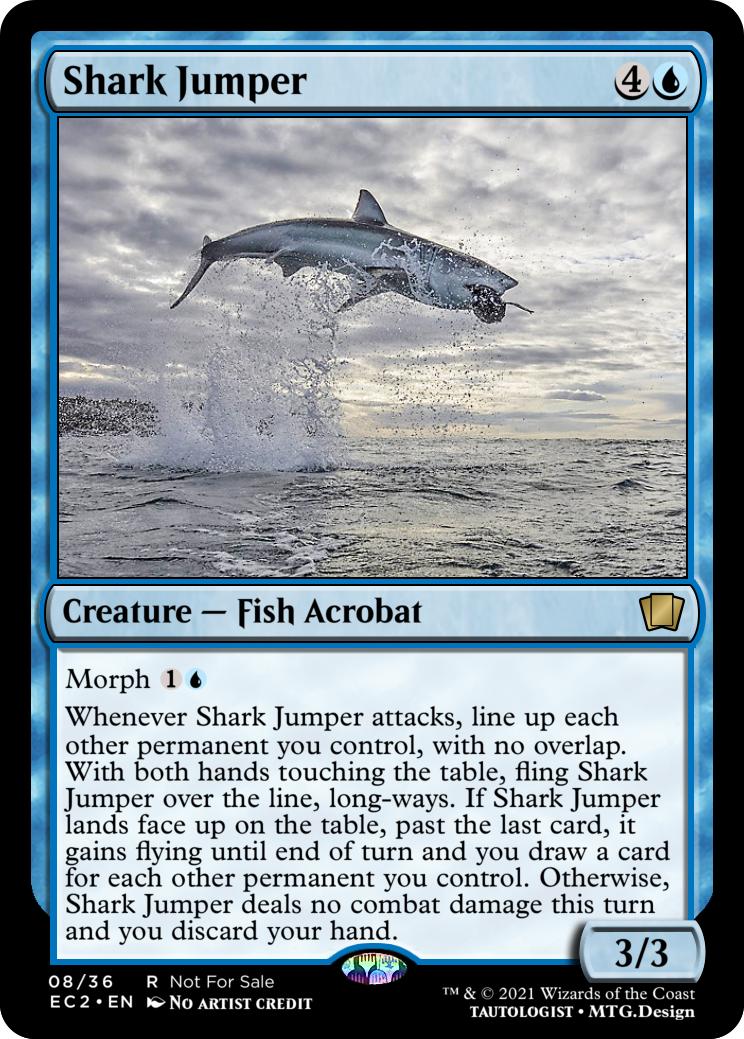 Shark Jumper 4
Creature — Fish Acrobat
Morph 1
Whenever Shark Jumper attacks, line up each
other permanent you control, with no overlap.
With both hands touching the table, fling Shark
Jumper over the line, long-ways. If Shark Jumper
lands face up on the table, past the last card, it
gains flying until end of turn and you draw a card
for each other permanent you control. Otherwise,
Shark Jumper deals no combat damage this turn
and you discard your hand.
3/3
08/36 R Not For Sale
EC2 • EN No artist credit
™ & © 2021 Wizards of the Coast
TAUTOLOGIST • MTG.Design